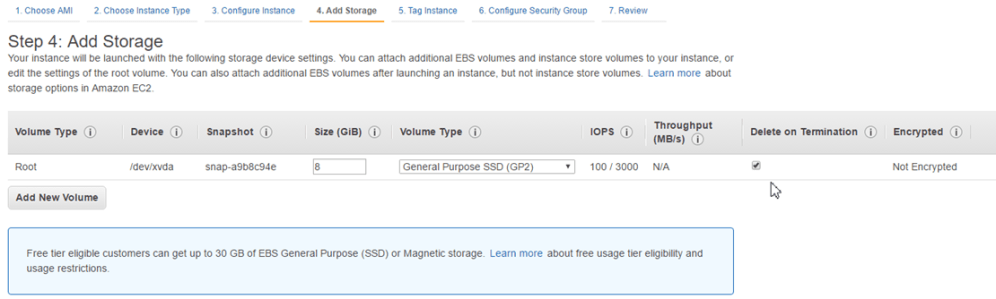 1. Choose AMI 2. Choose Instance Type 3. Configure Instance 4. Add Storage 5. Tag Instance 6. Configure Security Group 7. Review
Step 4: Add Storage
Your instance will be launched with the following storage device settings. You can attach additional EBS volumes and instance store volumes to your instance, or
edit the settings of the root volume. You can also attach additional EBS volumes after launching an instance, but not instance store volumes. Learn more about
storage options in Amazon EC2.
Volume Type i Device i Snapshot i Size (GiB) i Volume Type i IOPS i Throughput (MB/s) i Delete on Termination i Encrypted i
Root /dev/xvda snap-a9b8c94e 8 General Purpose SSD (GP2) 100 / 3000 N/A Not Encrypted
Add New Volume
Free tier eligible customers can get up to 30 GB of EBS General Purpose (SSD) or Magnetic storage. Learn more about free usage tier eligibility and
usage restrictions.